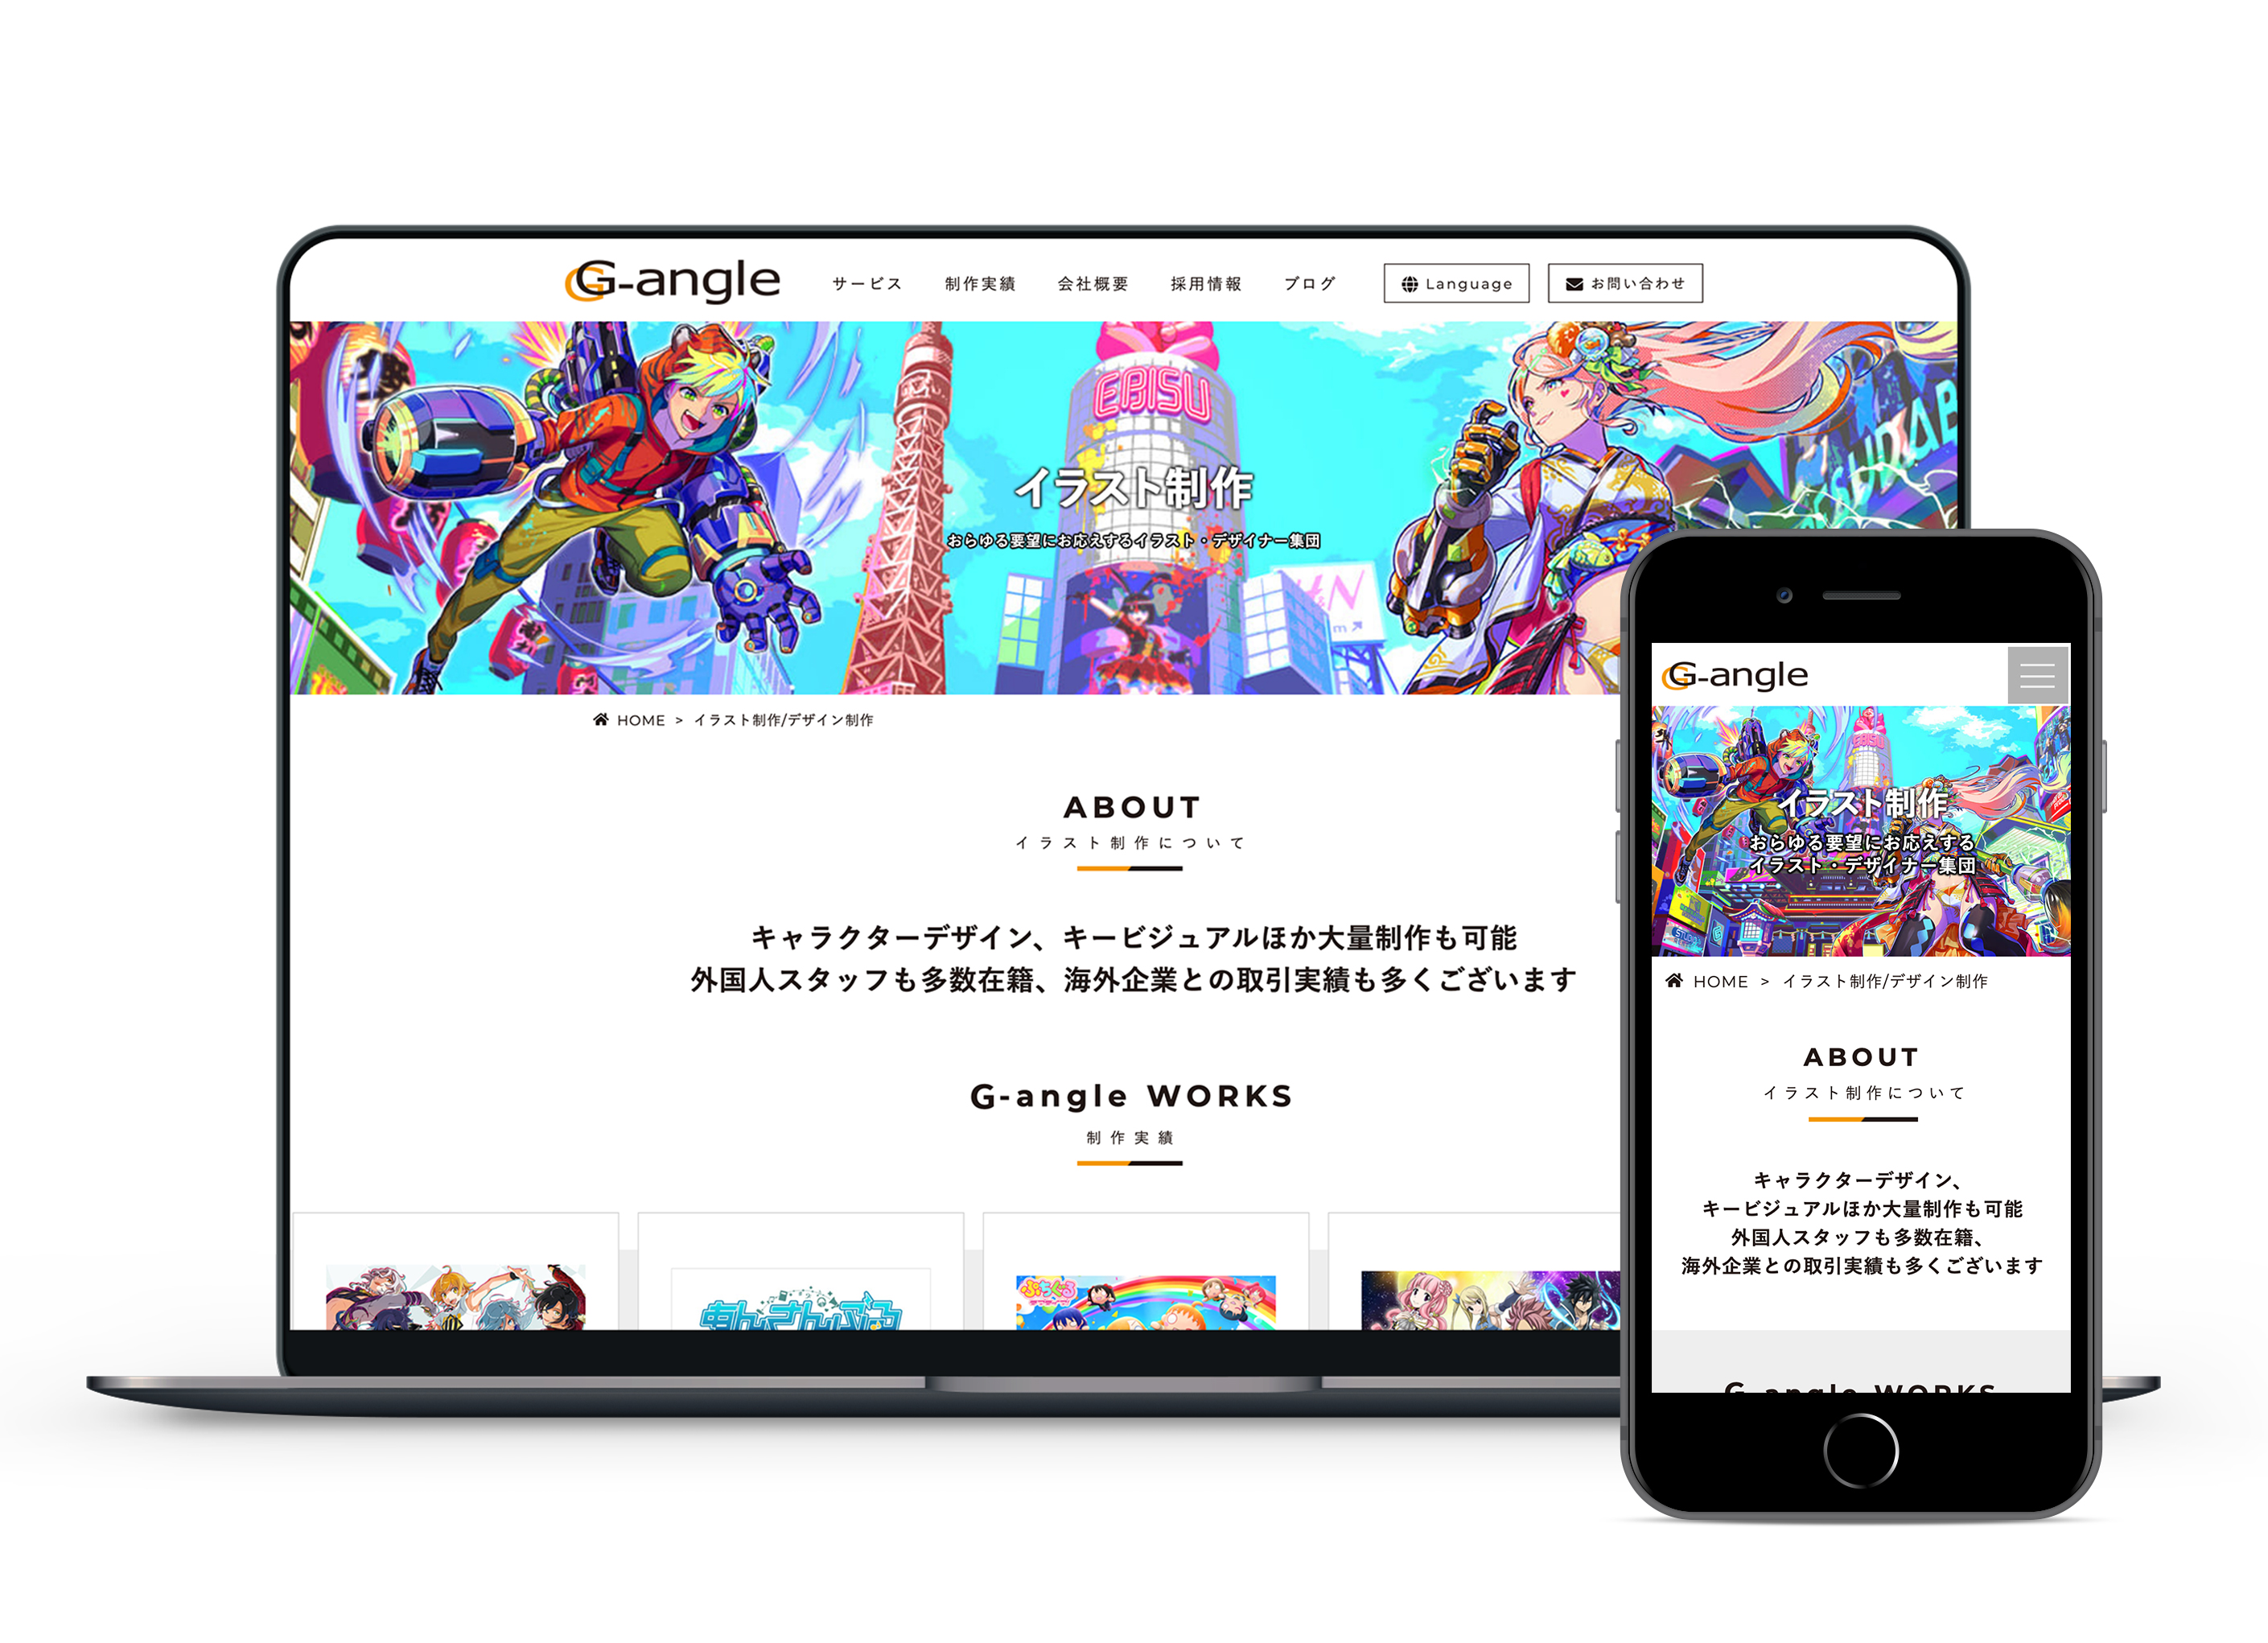 G-angle
サービス 制作実績 会社概要 採用情報 ブログ Language お問い合わせ
EBISU
イラスト制作
おらゆる要望にお応えするイラスト・デザイナー集団
HOME > イラスト制作/デザイン制作
ABOUT
イラスト制作について
キャラクターデザイン、キービジュアルほか大量制作も可能
外国人スタッフも多数在籍、海外企業との取引実績も多くございます
G-angle WORKS
制作実績
あんさんぶる
ぷちぐる
G-angle
EBISU
イラスト制作
おらゆる要望にお応えする
イラスト・デザイナー集団
HOME > イラスト制作/デザイン制作
ABOUT
イラスト制作について
キャラクターデザイン、
キービジュアルほか大量制作も可能
外国人スタッフも多数在籍、
海外企業との取引実績も多くございます
G-angle WORKS